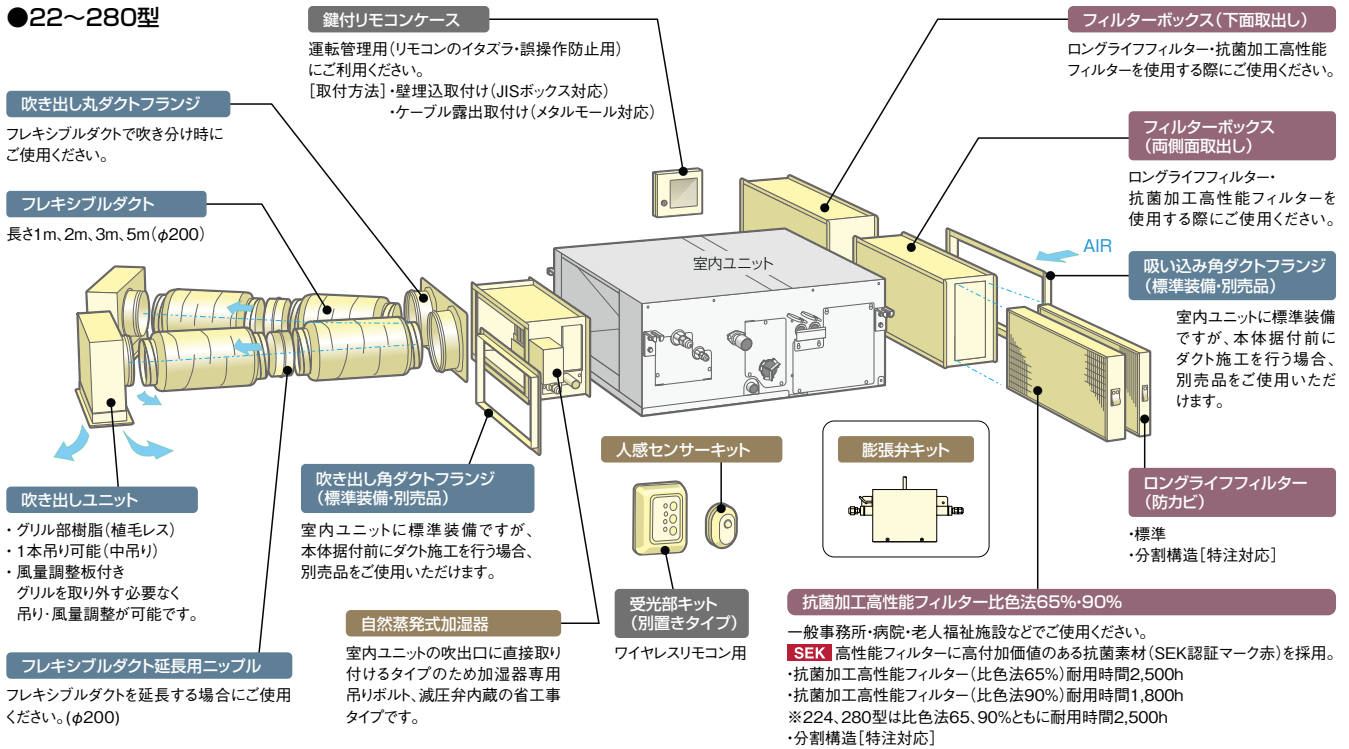 ●22〜280型
鍵付リモコンケース
運転管理用(リモコンのイタズラ・誤操作防止用)
にご利用ください。
[取付方法]・壁埋込取付け(JISボックス対応)
・ケーブル露出取付け(メタルモール対応)
フィルターボックス(下面取出し)
ロングライフフィルター・抗菌加工高性能
フィルターを使用する際にご使用ください。
吹き出し丸ダクトフランジ
フレキシブルダクトで吹き分け時に
ご使用ください。
フィルターボックス
(両側面取出し)
ロングライフフィルター・
抗菌加工高性能フィルターを
使用する際にご使用ください。
フレキシブルダクト
長さ1m、2m、3m、5m(φ200)
室内ユニット
AIR
吸い込み角ダクトフランジ
(標準装備・別売品)
室内ユニットに標準装備
ですが、本体据付前に
ダクト施工を行う場合、
別売品をご使用いただ
けます。
吹き出しユニット
・グリル部樹脂(植毛レス)
・1本吊り可能(中吊り)
・風量調整板付き
グリルを取り外す必要なく
吊り・風量調整が可能です。
吹き出し角ダクトフランジ
(標準装備・別売品)
室内ユニットに標準装備ですが、
本体据付前にダクト施工を行う場合、
別売品をご使用いただけます。
人感センサーキット
膨張弁キット
ロングライフフィルター
(防カビ)
・標準
・分割構造[特注対応]
フレキシブルダクト延長用ニップル
フレキシブルダクトを延長する場合にご使用
ください。(φ200)
自然蒸発式加湿器
室内ユニットの吹出口に直接取り
付けるタイプのため加湿器専用
吊りボルト、減圧弁内蔵の省工事
タイプです。
受光部キット
(別置きタイプ)
ワイヤレスリモコン用
抗菌加工高性能フィルター比色法65%・90%
一般事務所・病院・老人福祉施設などでご使用ください。
SEK 高性能フィルターに高付加価値のある抗菌素材(SEK認証マーク赤)を採用。
・抗菌加工高性能フィルター(比色法65%)耐用時間2,500h
・抗菌加工高性能フィルター(比色法90%)耐用時間1,800h
※224、280型は比色法65、90%ともに耐用時間2,500h
・分割構造[特注対応]